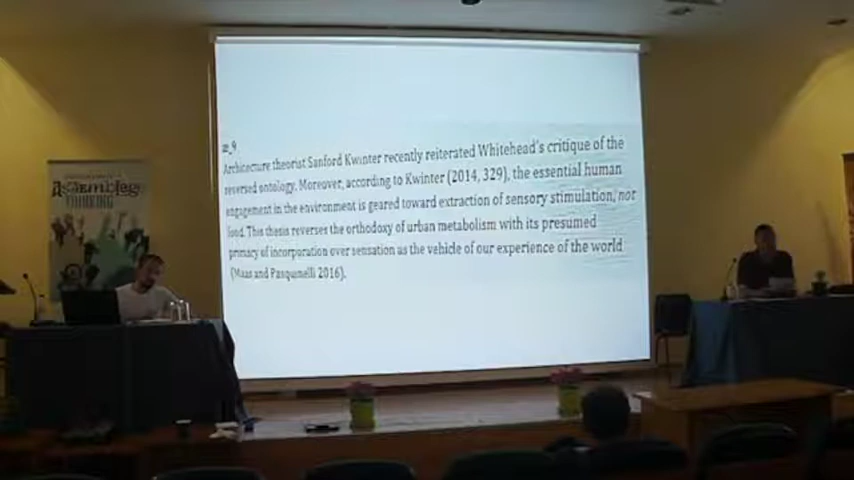 æ_9
Architecture theorist Sanford Kwinter recently reiterated Whitehead's critique of the
reversed ontology. Moreover, according to Kwinter (2014, 329), the essential human
engagement in the environment is geared toward extraction of sensory stimulation, nor
food. This thesis reverses the orthodoxy of urban metabolism with its presumed
primacy of incorporation over sensation as the vehicle of our experience of the world
(Maas and Pasquinelli 2016).
THINKING